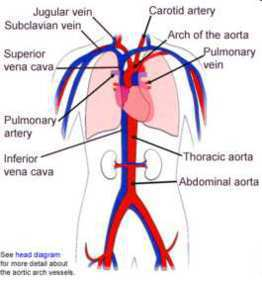 Jugular vein
Subclavian vein
Superior
vena cava
Pulmonary
artery
Inferior
vena cava
Carotid artery
Arch of the aorta
Pulmonary
vein
Thoracic aorta
Abdominal aorta
See head diagram
for more detail about
the aortic arch vessels.